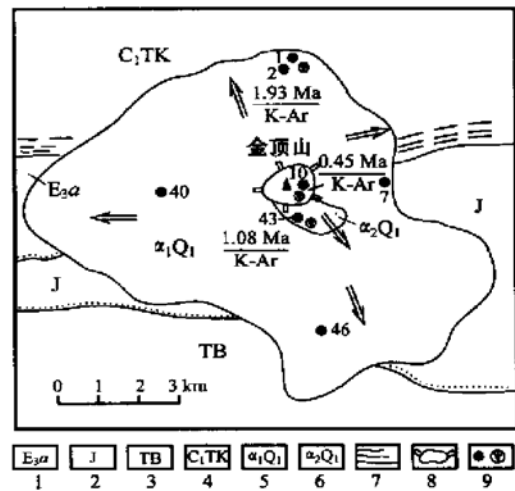 C₁TK
1
2
1.93 Ma
K-Ar
金顶山
10
0.45 Ma
K-Ar
7
E₃a
40
J
43
α₂Q₁
α₁Q₁
1.08 Ma
K-Ar
J
46
TB
0 1 2 3 km
E₃a J TB C₁TK α₁Q₁ α₂Q₁
1 2 3 4 5 6 7 8 9